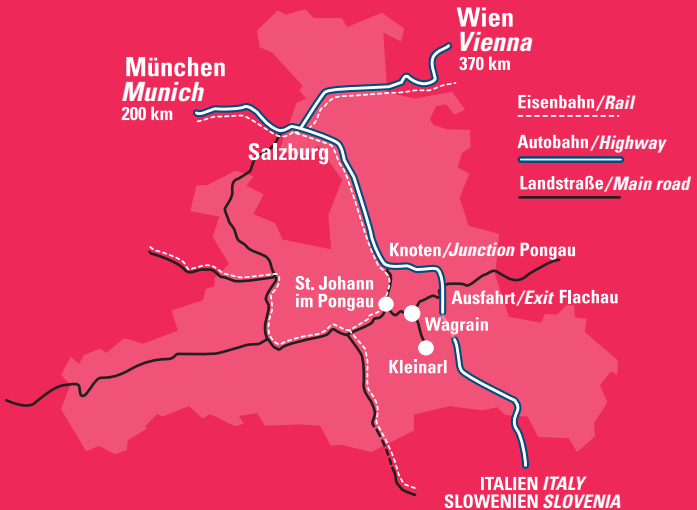 Wien
Vienna
370 km
München
Munich
200 km
Eisenbahn/Rail
Autobahn/Highway
Salzburg
Landstraße/Main road
Knoten/Junction Pongau
St. Johann
im Pongau
Ausfahrt/Exit Flachau
Wagrain
Kleinarl
ITALIEN ITALY
SLOWENIEN SLOVENIA